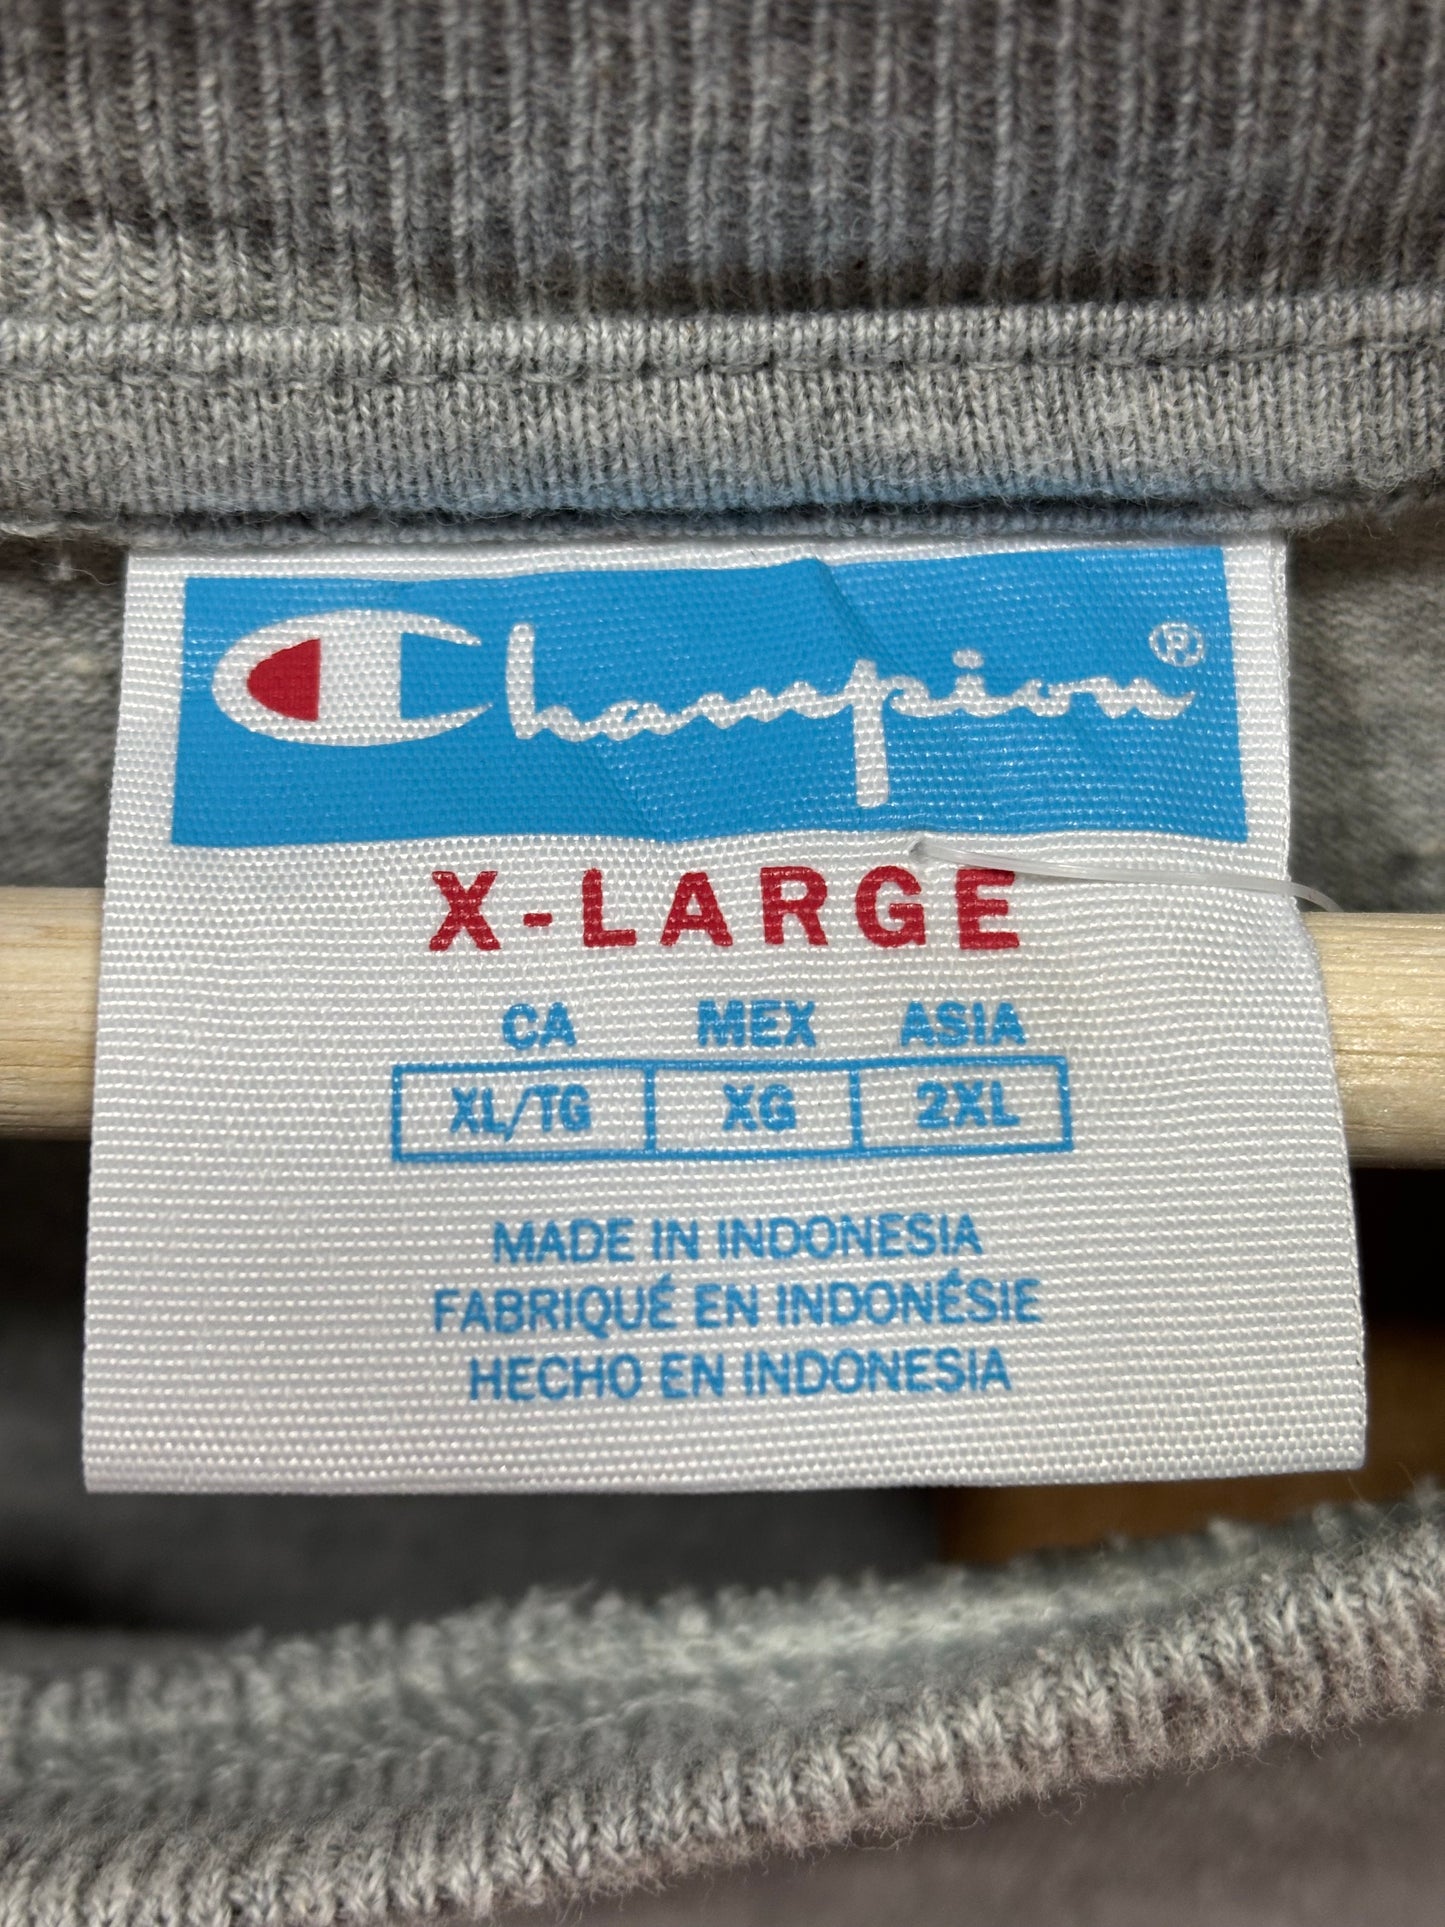 Champion®
X-LARGE
CA MEX ASIA
XL/TG XG 2XL
MADE IN INDONESIA
FABRIQUÉ EN INDONÉSIE
HECHO EN INDONESIA